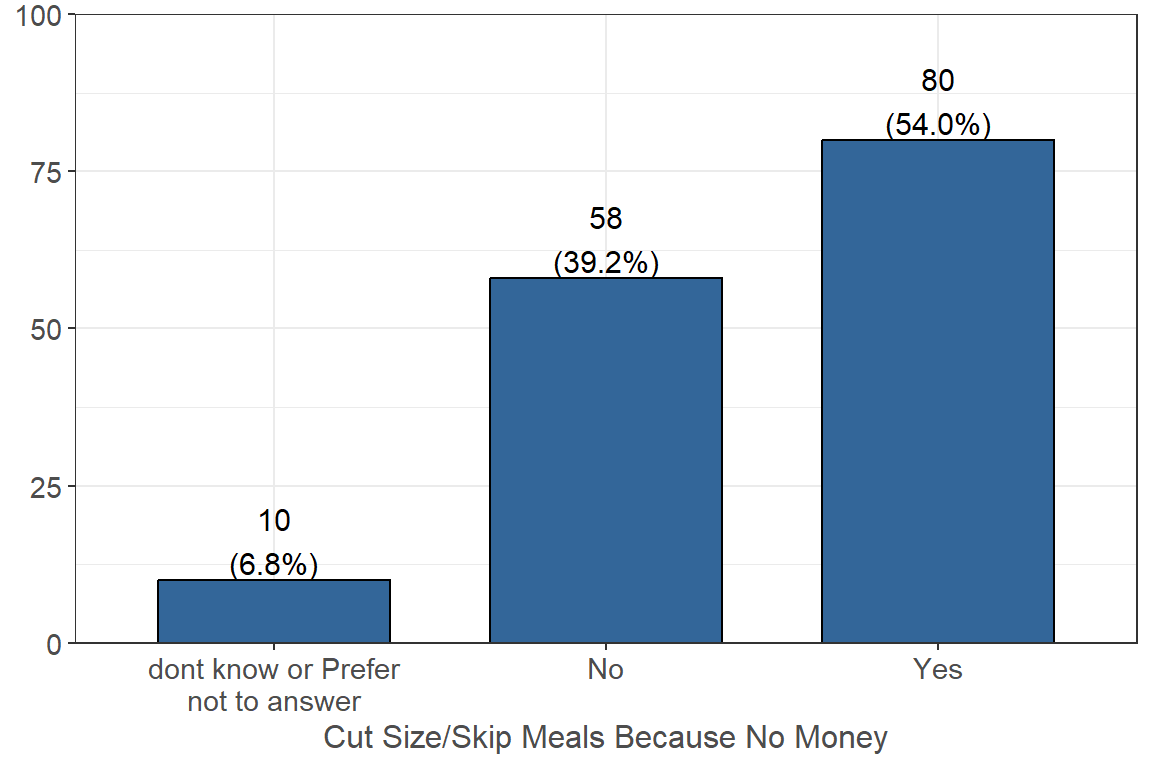 100
75
50
25
0
10
(6.8%)
58
(39.2%)
80
(54.0%)
dont know or Prefer
not to answer
No
Yes
Cut Size/Skip Meals Because No Money